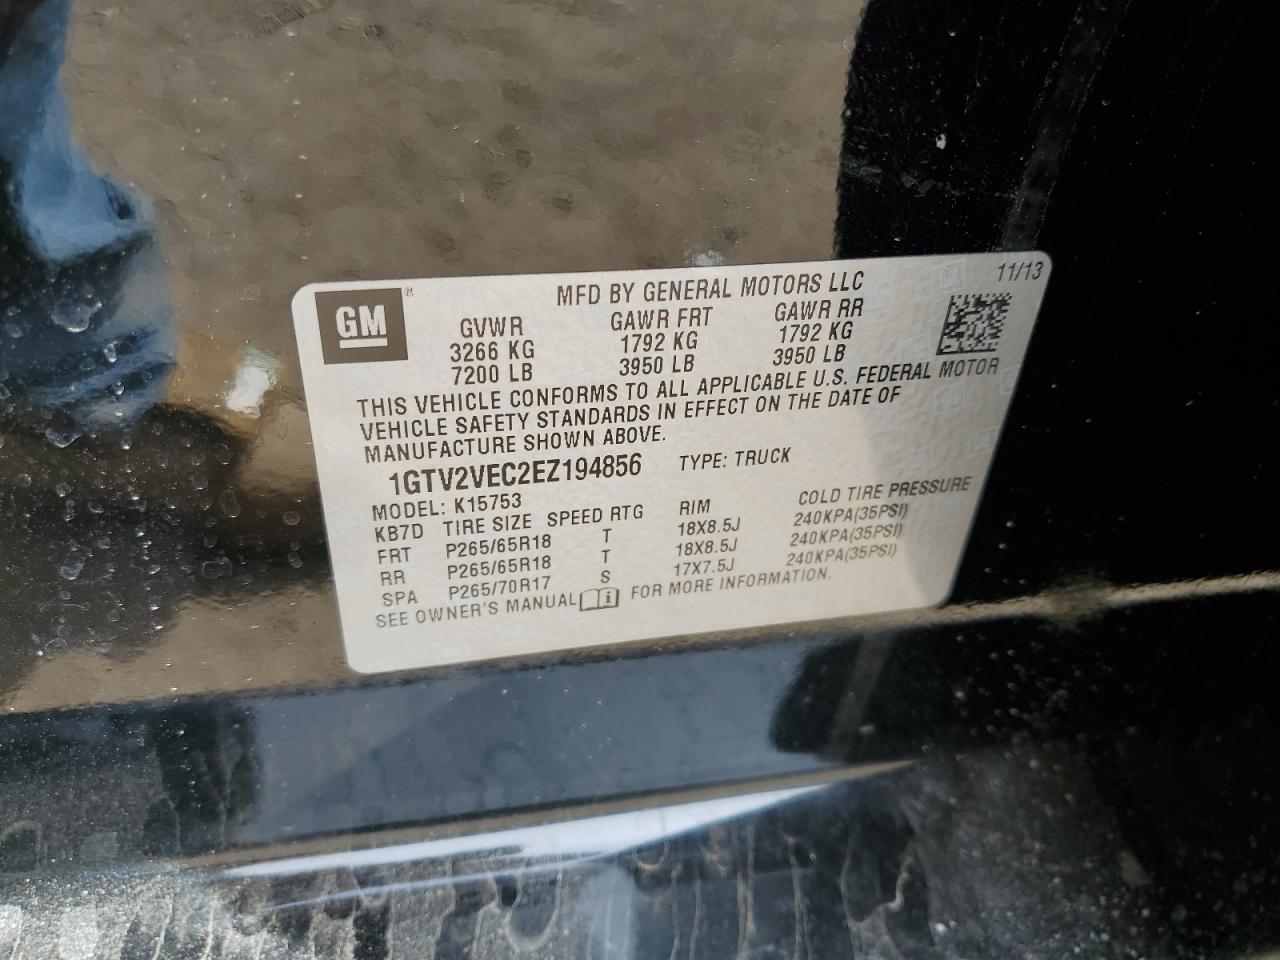 11/13
GM ®
MFD BY GENERAL MOTORS LLC
GVWR GAWR FRT GAWR RR
3266 KG 1792 KG 1792 KG
7200 LB 3950 LB 3950 LB
THIS VEHICLE CONFORMS TO ALL APPLICABLE U.S. FEDERAL MOTOR
VEHICLE SAFETY STANDARDS IN EFFECT ON THE DATE OF
MANUFACTURE SHOWN ABOVE.
1GTV2VEC2EZ194856 TYPE: TRUCK
MODEL: K15753
KB7D TIRE SIZE SPEED RTG RIM COLD TIRE PRESSURE
FRT P265/65R18 T 18X8.5J 240KPA(35PSI)
RR P265/65R18 T 18X8.5J 240KPA(35PSI)
SPA P265/70R17 S 17X7.5J 240KPA(35PSI)
SEE OWNER'S MANUAL i FOR MORE INFORMATION.